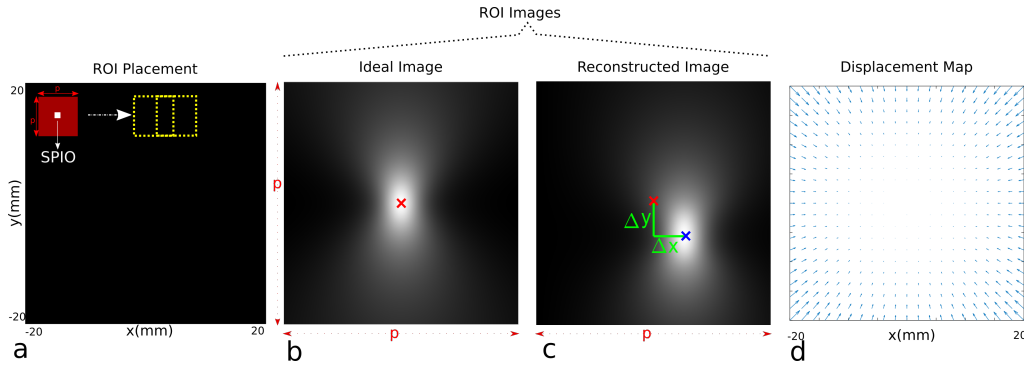 ROI Images
ROI Placement
Ideal Image
Reconstructed Image
Displacement Map
20
p
p
SPIO
y(mm)
-20
-20
x(mm)
20
p
p
Δy
Δx
p
-20
x(mm)
20
a
b
c
d